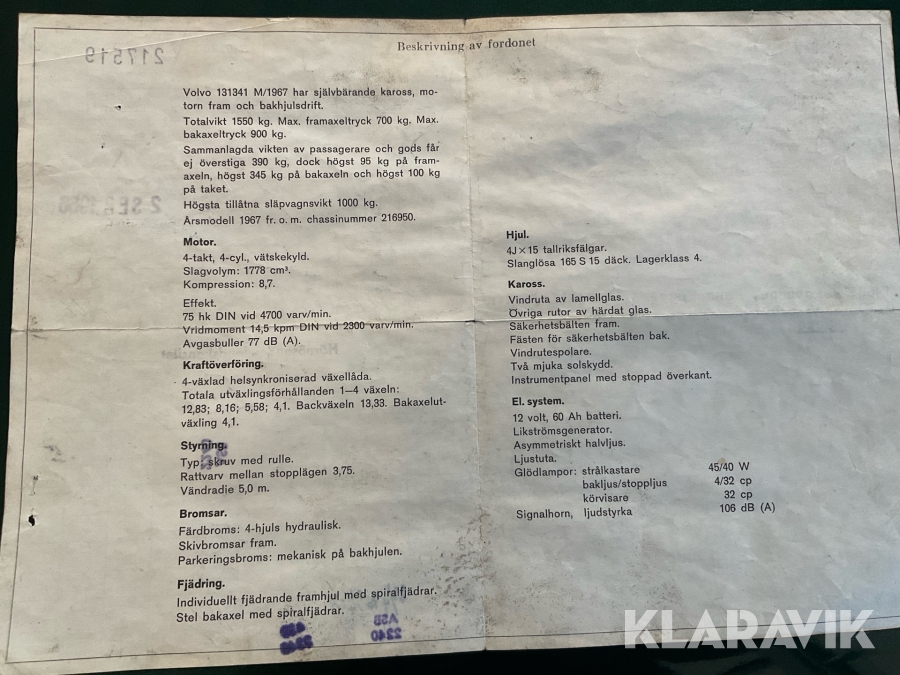 217519
Beskrivning av fordonet
Volvo 131341 M/1967 har självbärande kaross, mo-
torn fram och bakhjulsdrift.
Totalvikt 1550 kg. Max. framaxeltryck 700 kg. Max.
bakaxeltryck 900 kg.
Sammanlagda vikten av passagerare och gods får
ej överstiga 390 kg, dock högst 95 kg på fram-
axeln, högst 345 kg på bakaxeln och högst 100 kg
på taket.
Högsta tillåtna släpvagnsvikt 1000 kg.
Årsmodell 1967 fr. o. m. chassinummer 216950.
Motor.
4-takt, 4-cyl., vätskekyld.
Slagvolym: 1778 cm³.
Kompression: 8,7.
Effekt.
75 hk DIN vid 4700 varv/min.
Vridmoment 14,5 kpm DIN vid 2300 varv/min.
Avgasbuller 77 dB (A).
Kraftöverföring.
4-växlad helsynkroniserad växellåda.
Totala utväxlingsförhållanden 1—4 växeln:
12,83; 8,16; 5,58; 4,1. Backväxeln 13,33. Bakaxelut-
växling 4,1.
Styrning.
Typ: skruv med rulle.
Rattvarv mellan stopplägen 3,75.
Vändradie 5,0 m.
Bromsar.
Färdbroms: 4-hjuls hydraulisk.
Skivbromsar fram.
Parkeringsbroms: mekanisk på bakhjulen.
Fjädring.
Individuellt fjädrande framhjul med spiralfjädrar.
Stel bakaxel med spiralfjädrar.
ASB
2240
Hjul.
4J×15 tallriksfälgar.
Slanglösa 165 S 15 däck. Lagerklass 4.
Kaross.
Vindruta av lamellglas.
Övriga rutor av härdat glas.
Säkerhetsbälten fram.
Fästen för säkerhetsbälten bak.
Vindrutespolare.
Två mjuka solskydd.
Instrumentpanel med stoppad överkant.
El. system.
12 volt, 60 Ah batteri.
Likströmsgenerator.
Asymmetriskt halvljus.
Ljustuta.
Glödlampor: strålkastare 45/40 W
bakljus/stoppljus 4/32 cp
körvisare 32 cp
Signalhorn, ljudstyrka 106 dB (A)
KLARAVIK